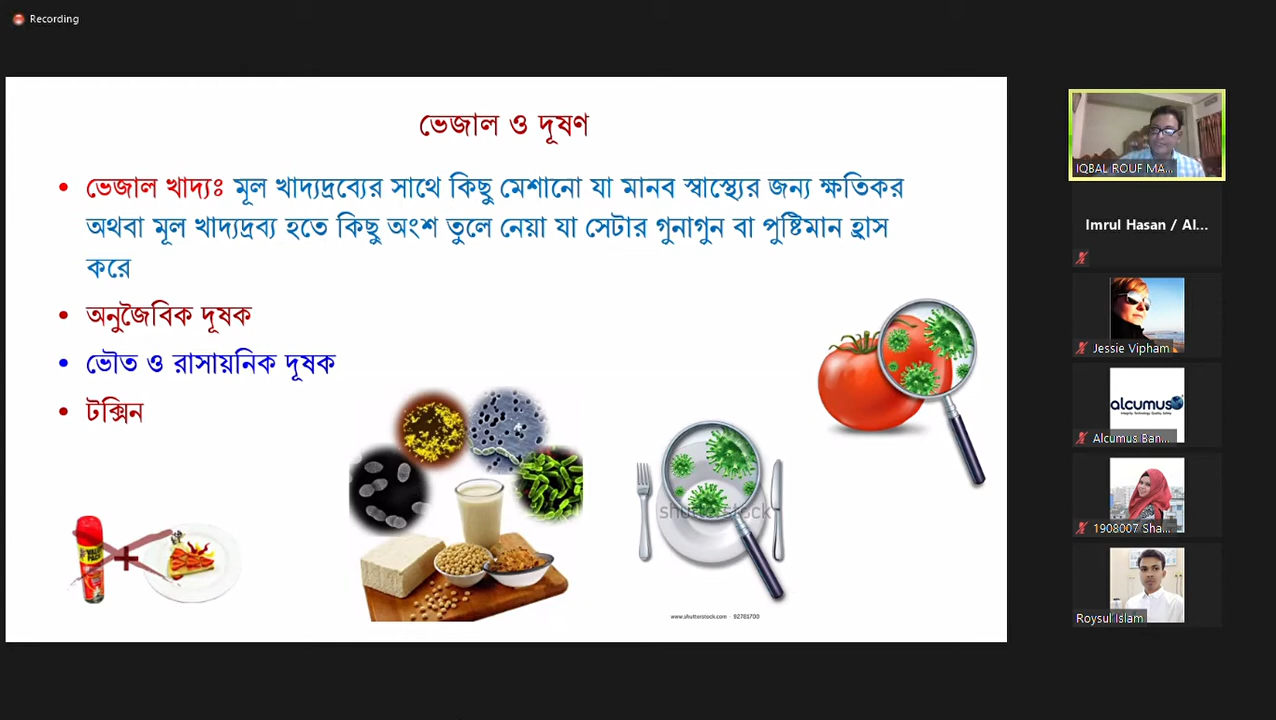 Recording
ভেজাল ও দূষণ
• ভেজাল খাদ্যঃ মূল খাদ্যদ্রব্যের সাথে কিছু মেশানো যা মানব স্বাস্থ্যের জন্য ক্ষতিকর
অথবা মূল খাদ্যদ্রব্য হতে কিছু অংশ তুলে নেয়া যা সেটার গুনাগুন বা পুষ্টিমান হ্রাস
করে
• অনুজৈবিক দূষক
• ভৌত ও রাসায়নিক দূষক
• টক্সিন
shutterstock
www.shutterstock.com · 92781700
IQBAL ROUF MA...
Imrul Hasan / Al...
Jessie Vipham
alcumus
Alcumus Ban...
1908007 Sha...
Roysul Islam